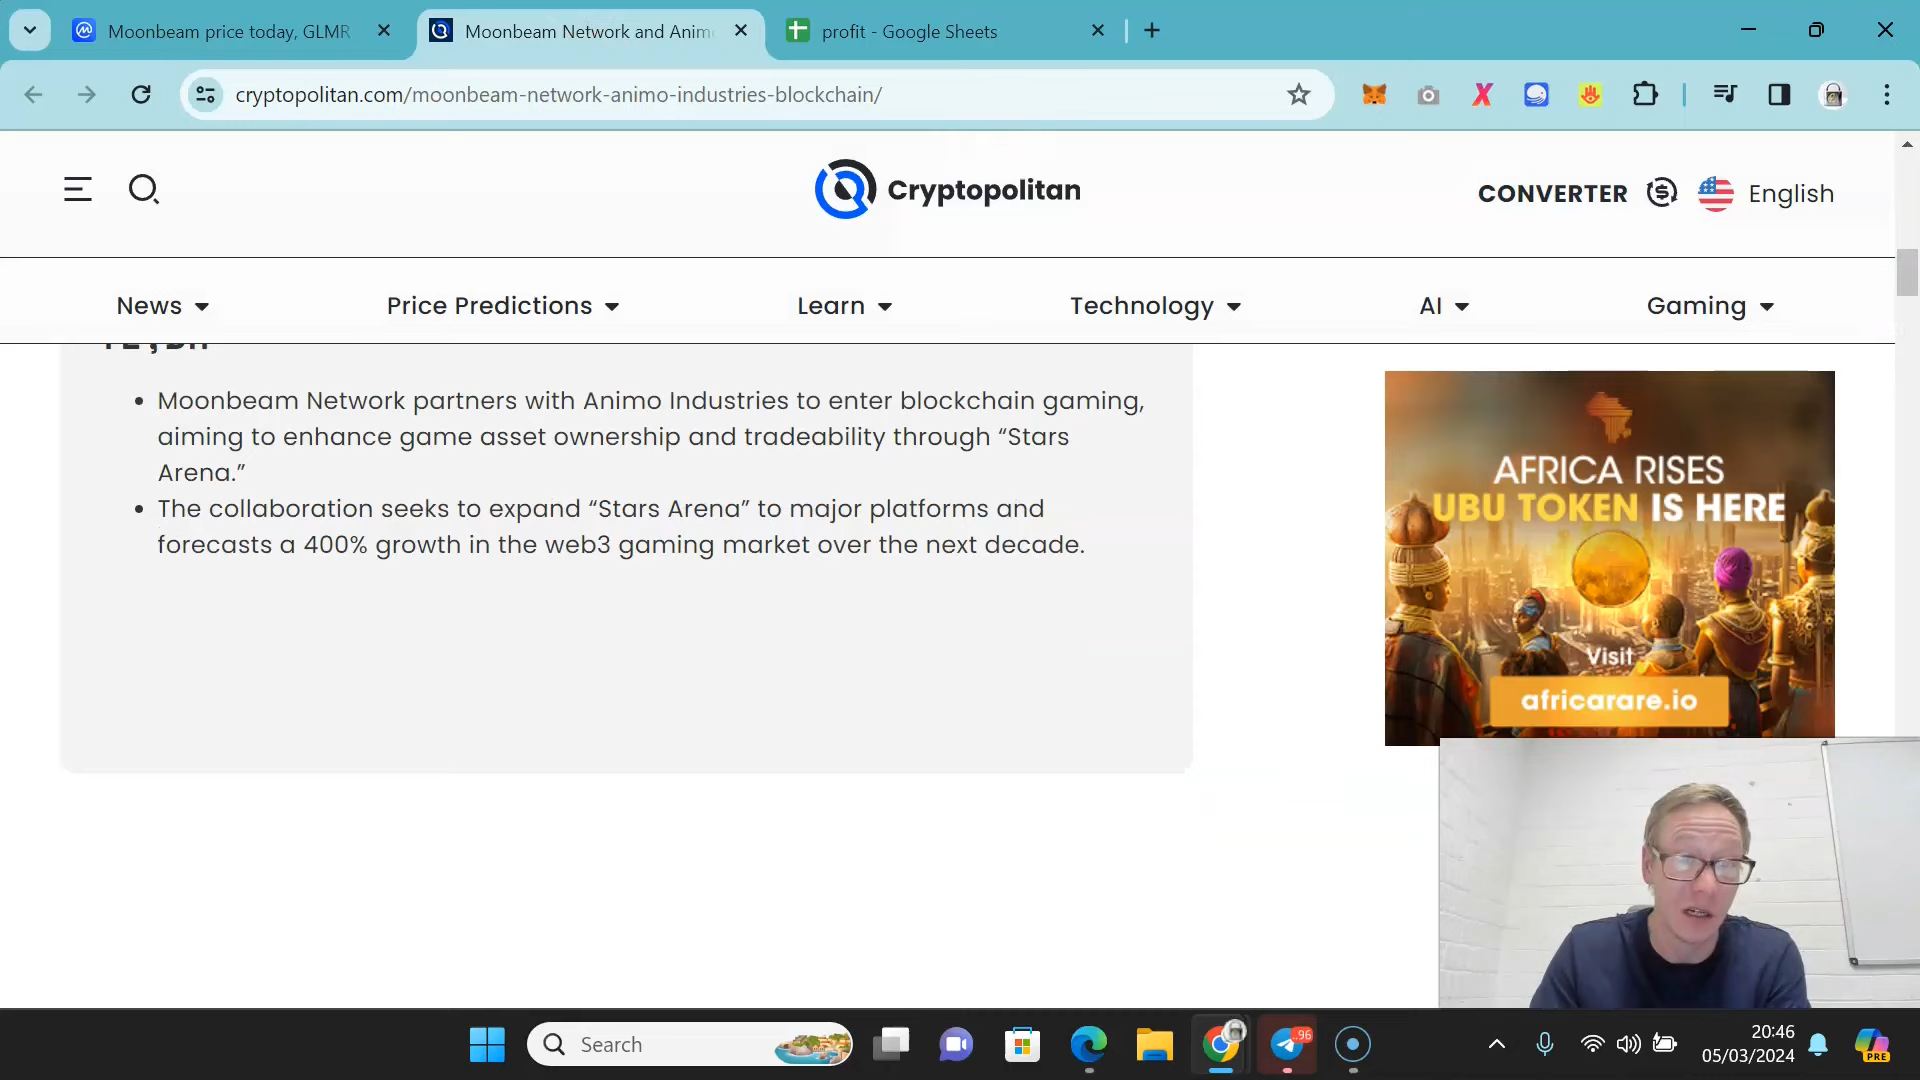 Moonbeam price today, GLMR
Moonbeam Network and Anim
profit - Google Sheets
cryptopolitan.com/moonbeam-network-animo-industries-blockchain/
Cryptopolitan
CONVERTER
English
News
Price Predictions
Learn
Technology
AI
Gaming
Moonbeam Network partners with Animo Industries to enter blockchain gaming,
aiming to enhance game asset ownership and tradeability through “Stars
Arena.”
The collaboration seeks to expand “Stars Arena” to major platforms and
forecasts a 400% growth in the web3 gaming market over the next decade.
AFRICA RISES
UBU TOKEN IS HERE
Visit
africarare.io
Search
96
20:46
05/03/2024
PRE